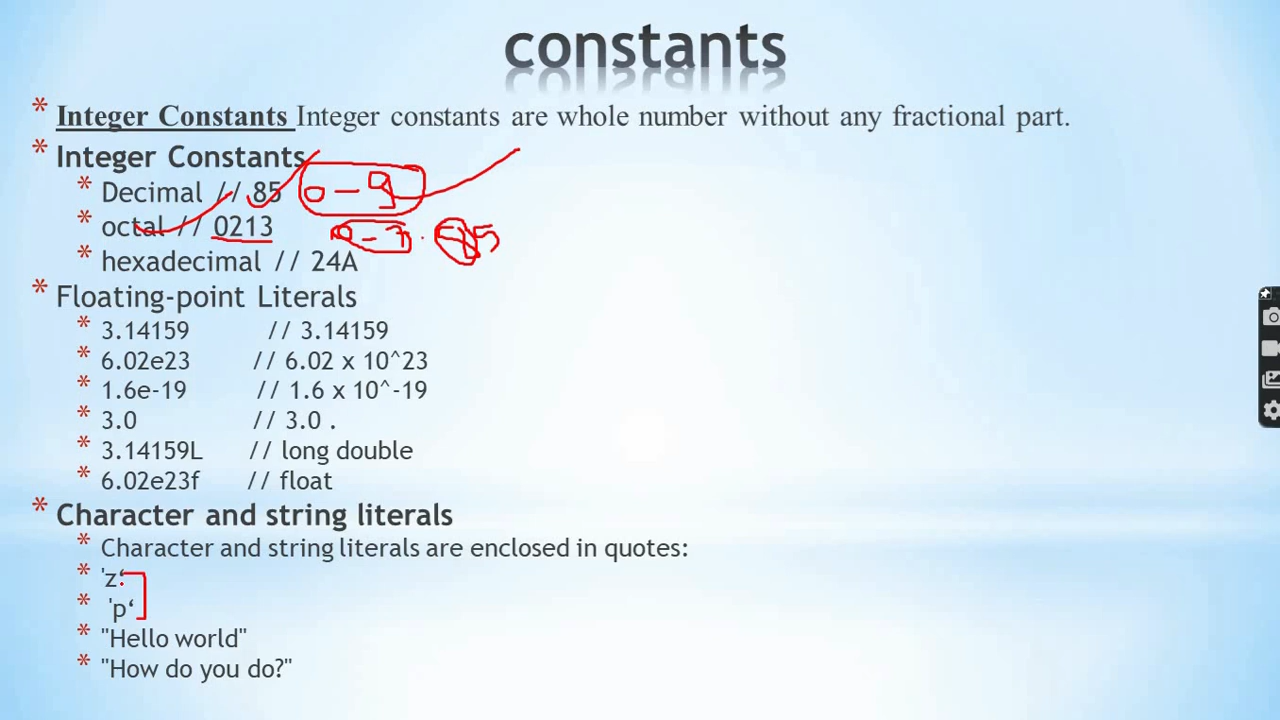 constants
* Integer Constants Integer constants are whole number without any fractional part.
* Integer Constants
* Decimal // 85 0 – 9
* octal // 0213 0 – 7
* hexadecimal // 24A
* Floating-point Literals
* 3.14159 // 3.14159
* 6.02e23 // 6.02 x 10^23
* 1.6e-19 // 1.6 x 10^-19
* 3.0 // 3.0 .
* 3.14159L // long double
* 6.02e23f // float
* Character and string literals
* Character and string literals are enclosed in quotes:
* 'z‘
* 'p‘
* "Hello world"
* "How do you do?"